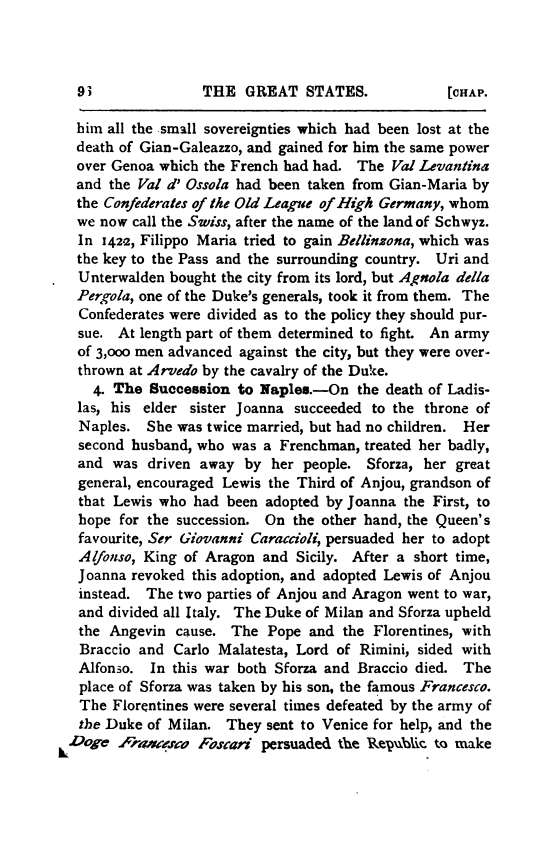 96 THE GREAT STATES. [CHAP.
him all the small sovereignties which had been lost at the
death of Gian-Galeazzo, and gained for him the same power
over Genoa which the French had had. The Val Levantina
and the Val d' Ossola had been taken from Gian-Maria by
the Confederates of the Old League of High Germany, whom
we now call the Swiss, after the name of the land of Schwyz.
In 1422, Filippo Maria tried to gain Bellinzona, which was
the key to the Pass and the surrounding country. Uri and
Unterwalden bought the city from its lord, but Agnola della
Pergola, one of the Duke's generals, took it from them. The
Confederates were divided as to the policy they should pur-
sue. At length part of them determined to fight. An army
of 3,000 men advanced against the city, but they were over-
thrown at Arvedo by the cavalry of the Duke.
4. The Succession to Naples.—On the death of Ladis-
las, his elder sister Joanna succeeded to the throne of
Naples. She was twice married, but had no children. Her
second husband, who was a Frenchman, treated her badly,
and was driven away by her people. Sforza, her great
general, encouraged Lewis the Third of Anjou, grandson of
that Lewis who had been adopted by Joanna the First, to
hope for the succession. On the other hand, the Queen's
favourite, Ser Giovanni Caraccioli, persuaded her to adopt
Alfonso, King of Aragon and Sicily. After a short time,
Joanna revoked this adoption, and adopted Lewis of Anjou
instead. The two parties of Anjou and Aragon went to war,
and divided all Italy. The Duke of Milan and Sforza upheld
the Angevin cause. The Pope and the Florentines, with
Braccio and Carlo Malatesta, Lord of Rimini, sided with
Alfonso. In this war both Sforza and Braccio died. The
place of Sforza was taken by his son, the famous Francesco.
The Florentines were several times defeated by the army of
the Duke of Milan. They sent to Venice for help, and the
Doge Francesco Foscari persuaded the Republic to make